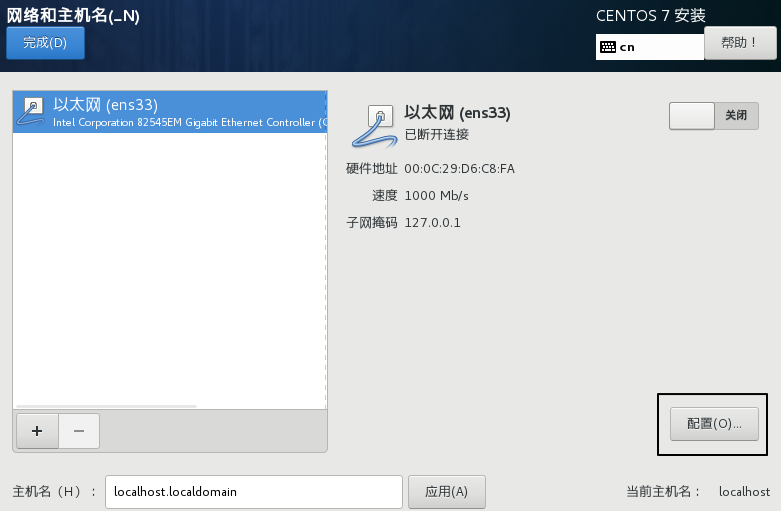 网络和主机名(_N)
CENTOS 7 安装
完成(D)
cn
帮助！
以太网 (ens33)
Intel Corporation 82545EM Gigabit Ethernet Controller (
以太网 (ens33)
已断开连接
关闭
硬件地址 00:0C:29:D6:C8:FA
速度 1000 Mb/s
子网掩码 127.0.0.1
+
−
配置(O)...
主机名（H）： localhost.localdomain 应用(A) 当前主机名： localhost